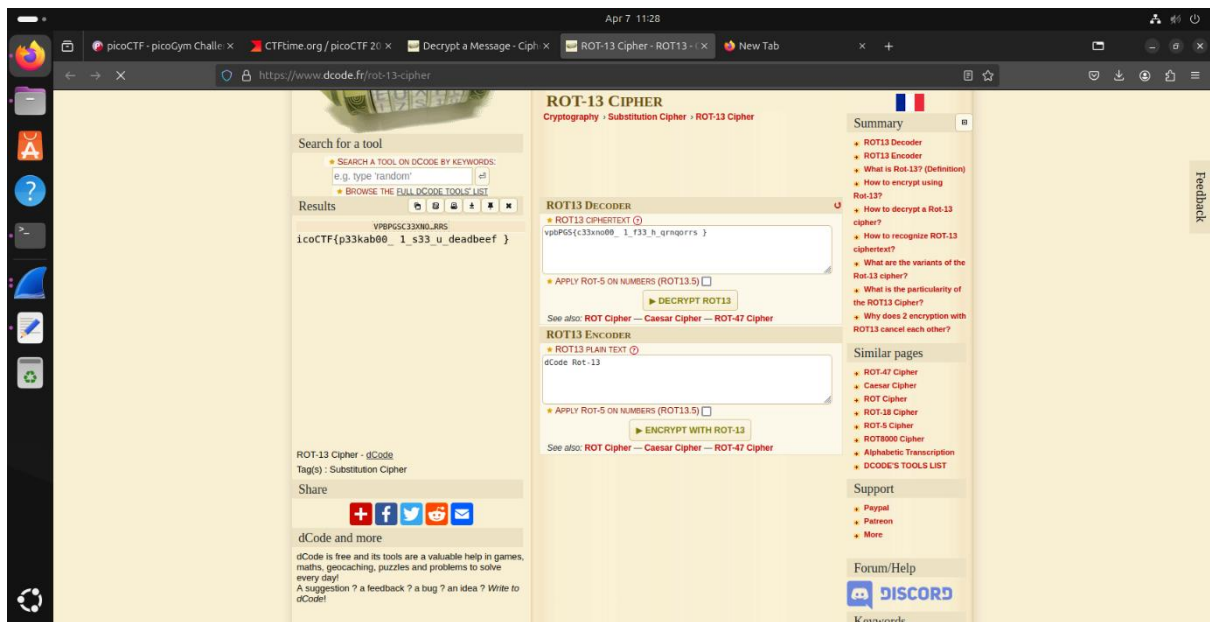 Apr 7 11:28
picoCTF - picoGym Challe
CTFtime.org / picoCTF 20
Decrypt a Message - Ciph
ROT-13 Cipher - ROT13 - (
New Tab
https://www.dcode.fr/rot-13-cipher
Search for a tool
SEARCH A TOOL ON DCODE BY KEYWORDS:
e.g. type 'random'
BROWSE THE FULL DCODE TOOLS' LIST
Results
VPBPGSC33XNO…RRS
icoCTF{p33kab00_ 1_s33_u_deadbeef }
ROT-13 Cipher - dCode
Tag(s) : Substitution Cipher
Share
dCode and more
dCode is free and its tools are a valuable help in games,
maths, geocaching, puzzles and problems to solve
every day!
A suggestion ? a feedback ? a bug ? an idea ? Write to
dCode!
ROT-13 CIPHER
Cryptography › Substitution Cipher › ROT-13 Cipher
ROT13 DECODER
ROT13 CIPHERTEXT
vpbPGS{c33xno00_ 1_f33_h_qrnqorrs }
APPLY ROT-5 ON NUMBERS (ROT13.5)
DECRYPT ROT13
See also: ROT Cipher — Caesar Cipher — ROT-47 Cipher
ROT13 ENCODER
ROT13 PLAIN TEXT
dCode Rot-13
APPLY ROT-5 ON NUMBERS (ROT13.5)
ENCRYPT WITH ROT-13
See also: ROT Cipher — Caesar Cipher — ROT-47 Cipher
Summary
ROT13 Decoder
ROT13 Encoder
What is Rot-13? (Definition)
How to encrypt using
Rot-13?
How to decrypt a Rot-13
cipher?
How to recognize ROT-13
ciphertext?
What are the variants of the
Rot-13 cipher?
What is the particularity of
the ROT13 Cipher?
Why does 2 encryption with
ROT13 cancel each other?
Similar pages
ROT-47 Cipher
Caesar Cipher
ROT Cipher
ROT-18 Cipher
ROT-5 Cipher
ROT8000 Cipher
Alphabetic Transcription
DCODE'S TOOLS LIST
Support
Paypal
Patreon
More
Forum/Help
DISCORD
Keywords
Feedback